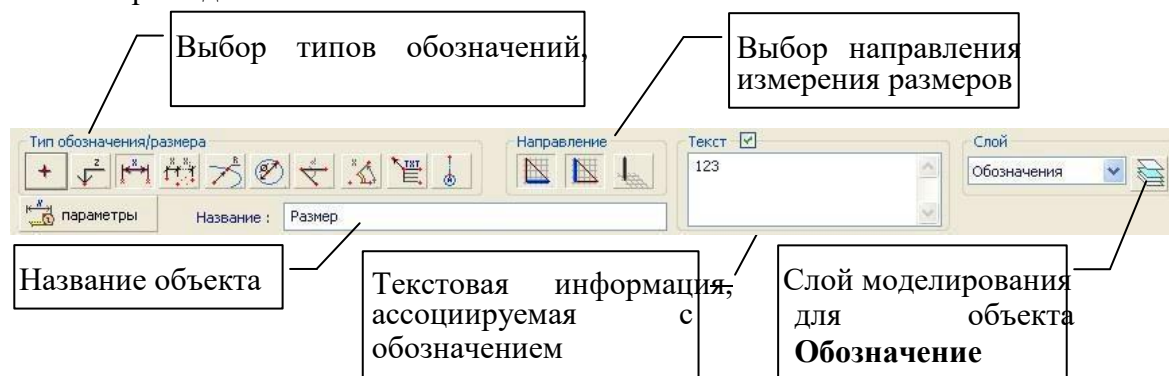 Выбор типов обозначений,
Выбор направления
измерения размеров
Тип обозначения/размера
Направление
Текст
Слой
123
Обозначения
TXT
параметры
Название :
Размер
Название объекта
Текстовая информация,
ассоциируемая с
обозначением
Слой моделирования
для объекта
Обозначение